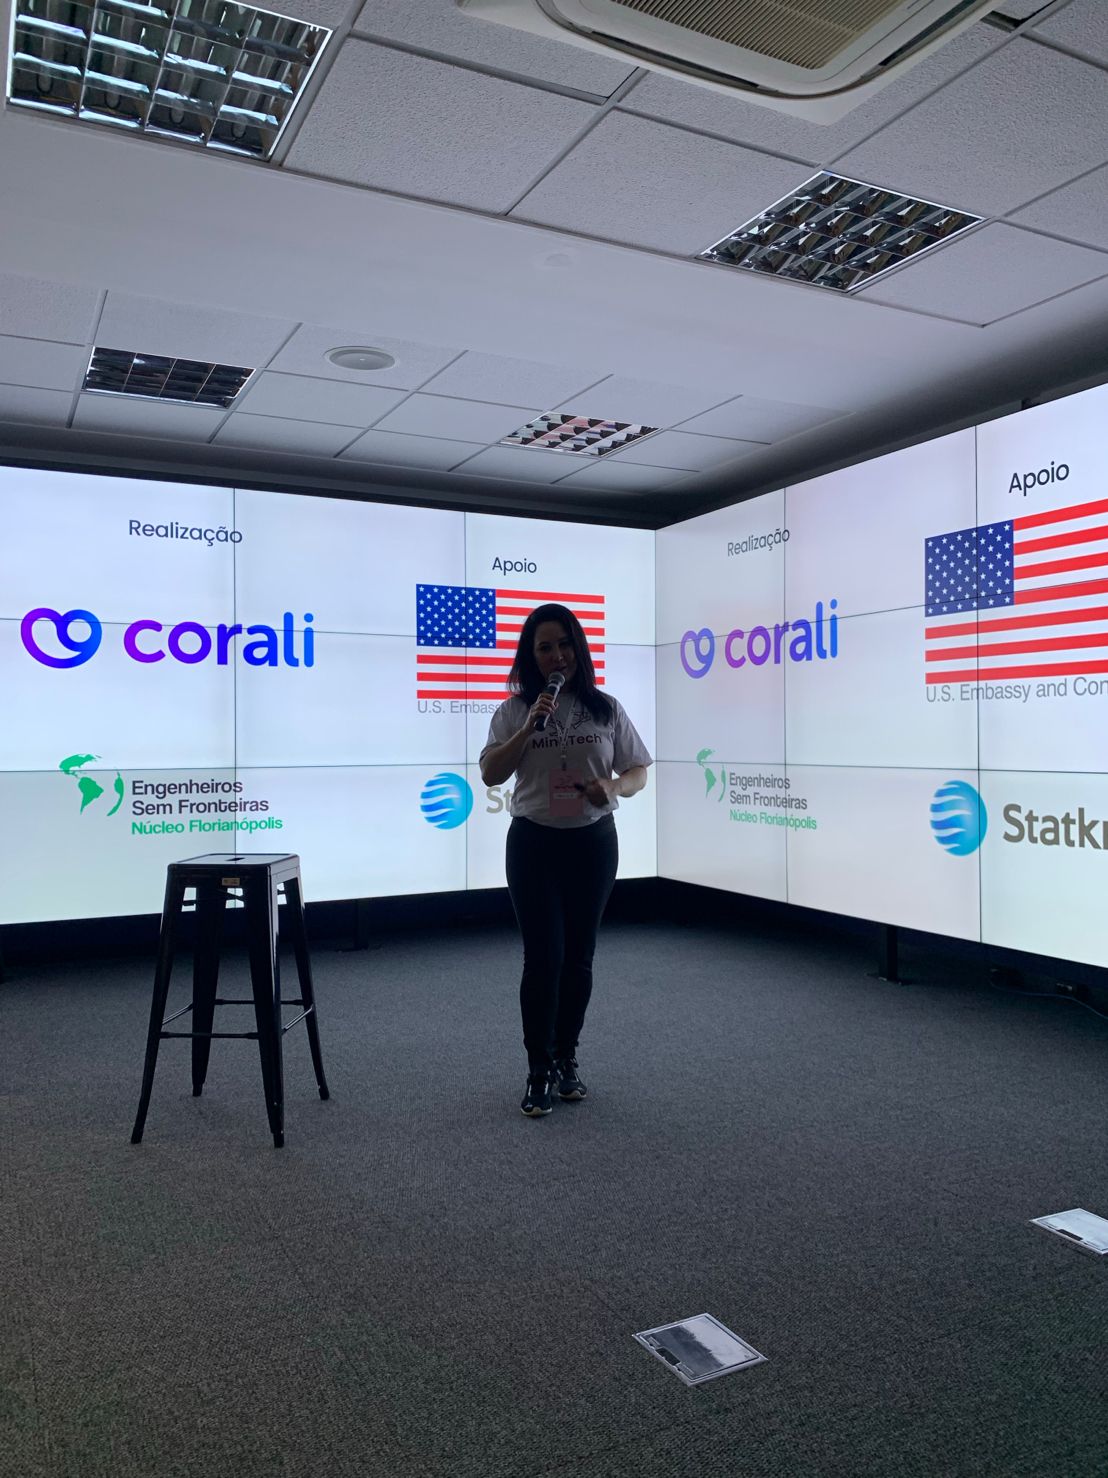 Realização
corali
Engenheiros
Sem Fronteiras
Núcleo Florianópolis
Apoio
U.S. Embass
St
Tech
Realização
corali
Engenheiros
Sem Fronteiras
Núcleo Florianópolis
Apoio
U.S. Embassy and Con
Statkr